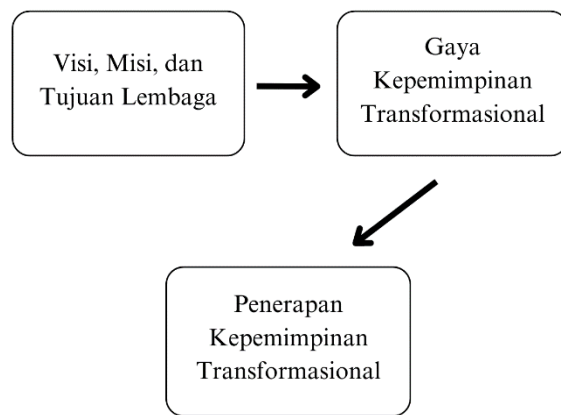 Visi, Misi, dan
Tujuan Lembaga
Gaya
Kepemimpinan
Transformasional
Penerapan
Kepemimpinan
Transformasional